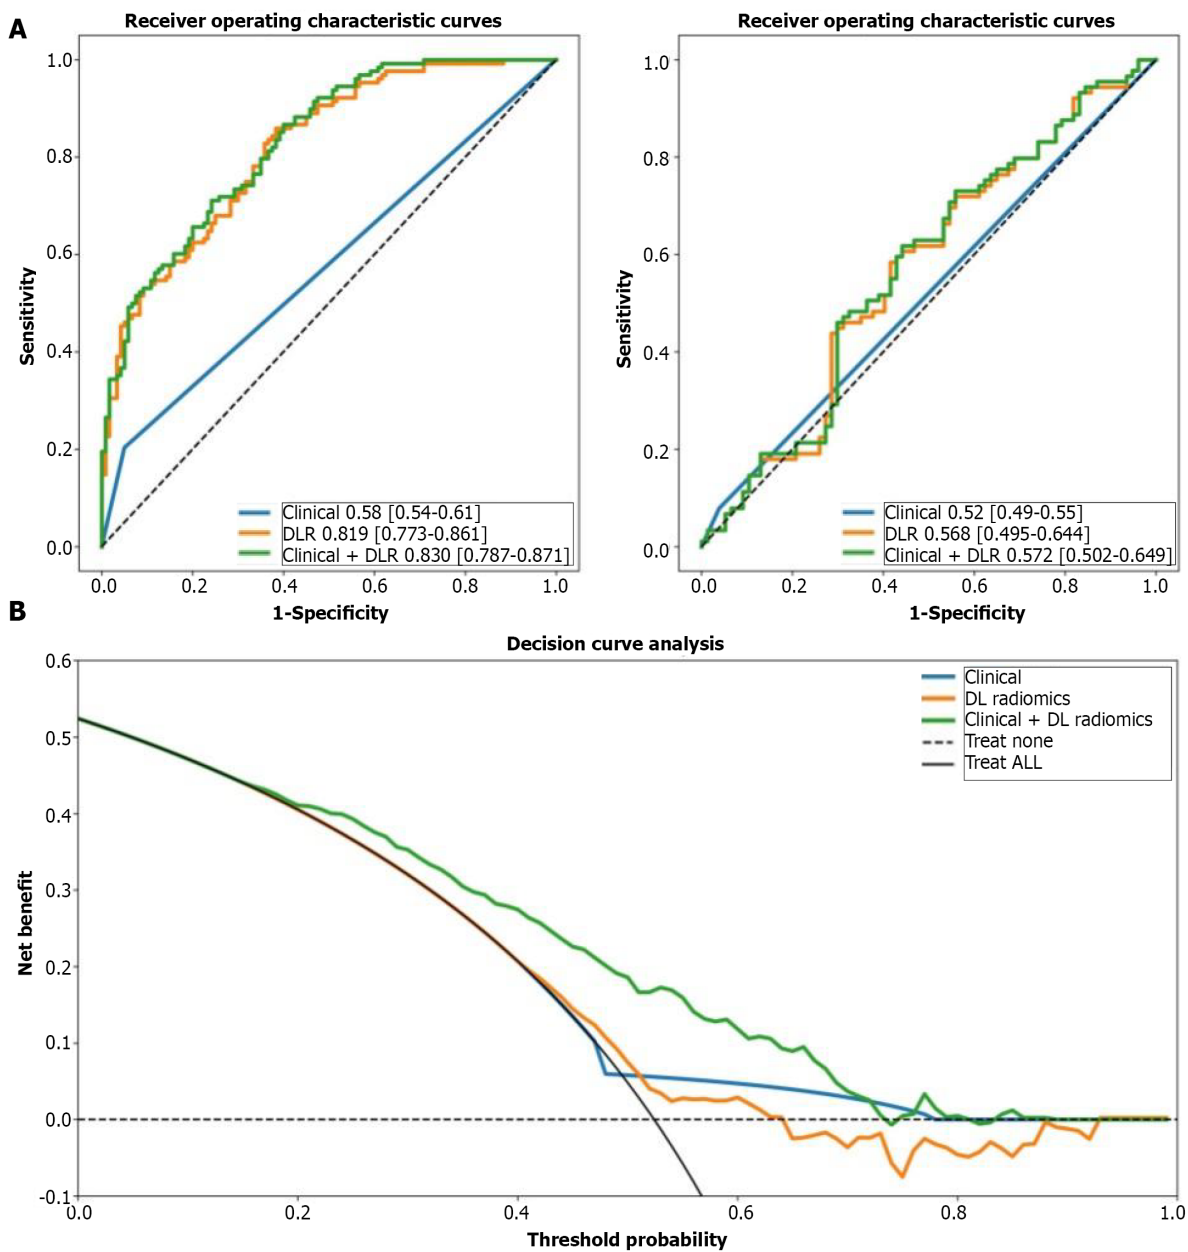 A
Receiver operating characteristic curves
1.0
0.8
0.6
0.4
0.2
0.0
Sensitivity
Clinical 0.58 [0.54-0.61]
DLR 0.819 [0.773-0.861]
Clinical + DLR 0.830 [0.787-0.871]
0.0 0.2 0.4 0.6 0.8 1.0
1-Specificity
Receiver operating characteristic curves
1.0
0.8
0.6
0.4
0.2
0.0
Sensitivity
Clinical 0.52 [0.49-0.55]
DLR 0.568 [0.495-0.644]
Clinical + DLR 0.572 [0.502-0.649]
0.0 0.2 0.4 0.6 0.8 1.0
1-Specificity
B
Decision curve analysis
0.6
0.5
0.4
0.3
0.2
0.1
0.0
-0.1
Net benefit
Clinical
DL radiomics
Clinical + DL radiomics
Treat none
Treat ALL
0.0 0.2 0.4 0.6 0.8 1.0
Threshold probability